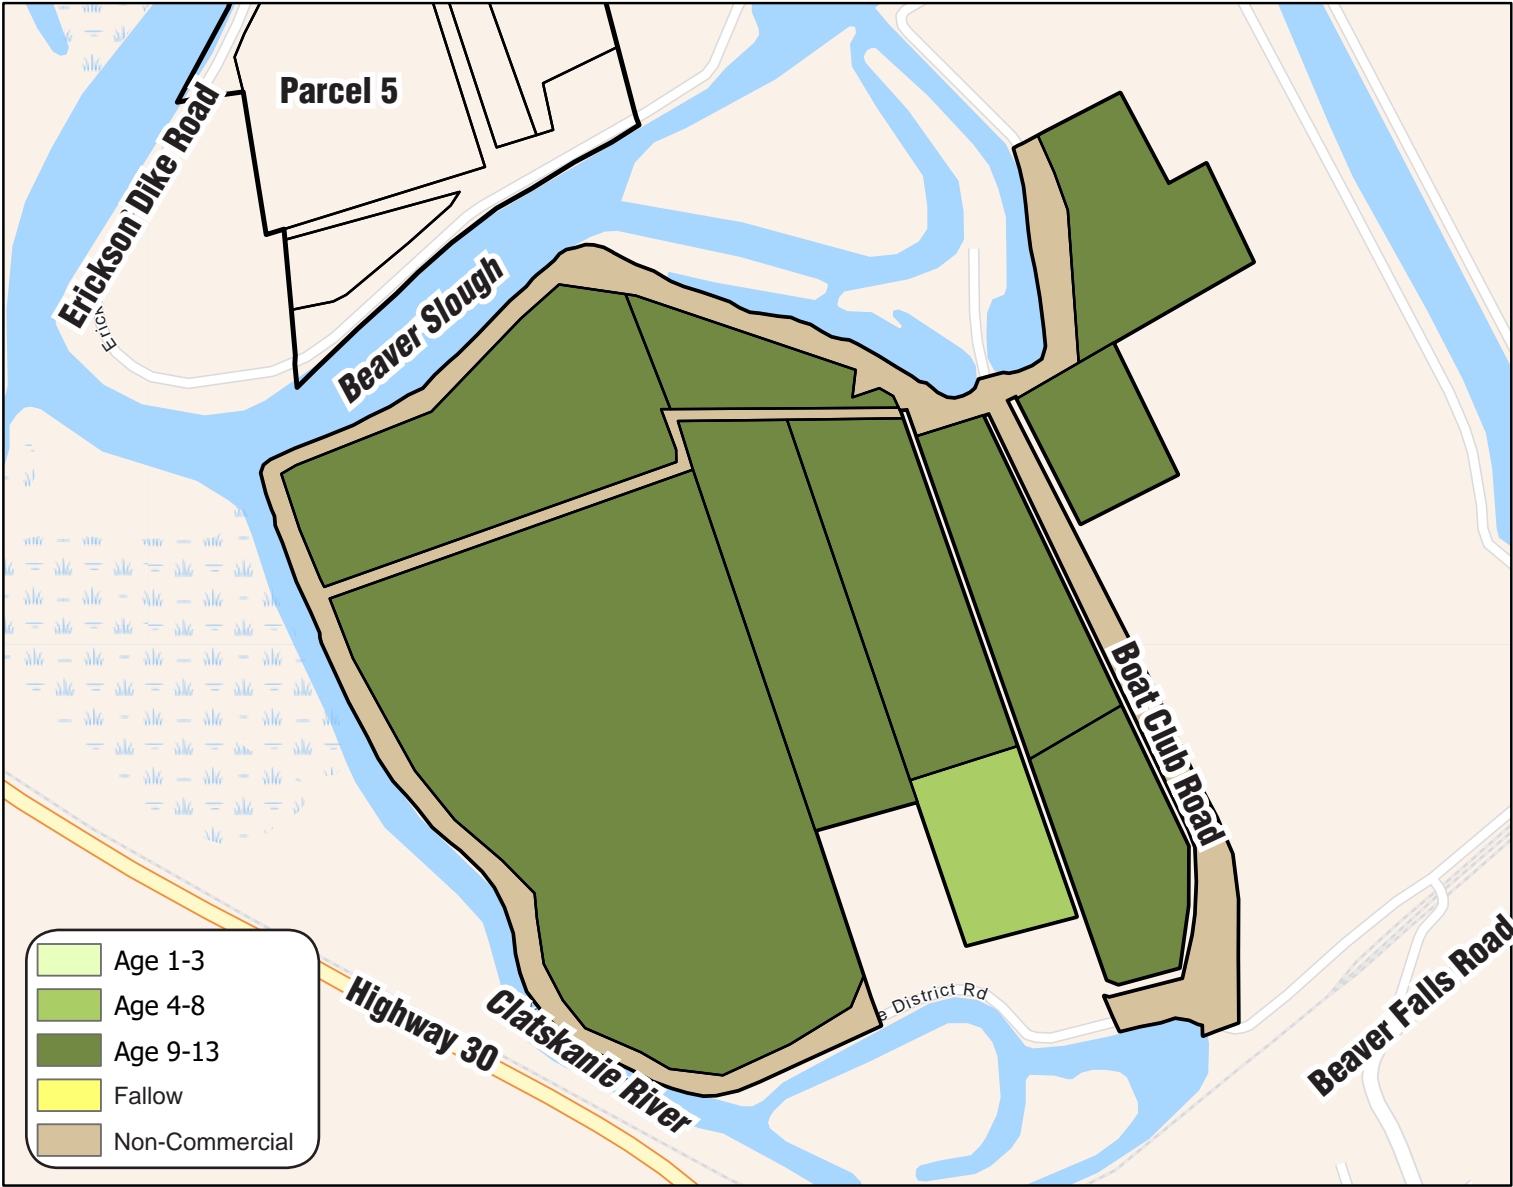 Parcel 5
Erickson Dike Road
Erick
Beaver Slough
Boat Club Road
e District Rd
Clatskanie River
Highway 30
Beaver Falls Road
Age 1-3
Age 4-8
Age 9-13
Fallow
Non-Commercial